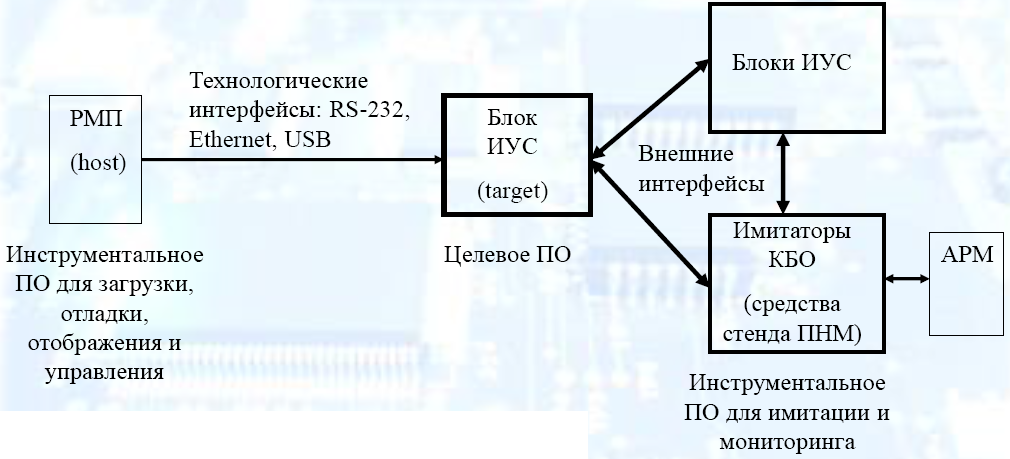 РМП
(host)
Инструментальное
ПО для загрузки,
отладки,
отображения и
управления
Технологические
интерфейсы: RS-232,
Ethernet, USB
Блок
ИУС
(target)
Целевое ПО
Внешние
интерфейсы
Блоки ИУС
Имитаторы
КБО
(средства
стенда ПНМ)
Инструментальное
ПО для имитации и
мониторинга
АРМ